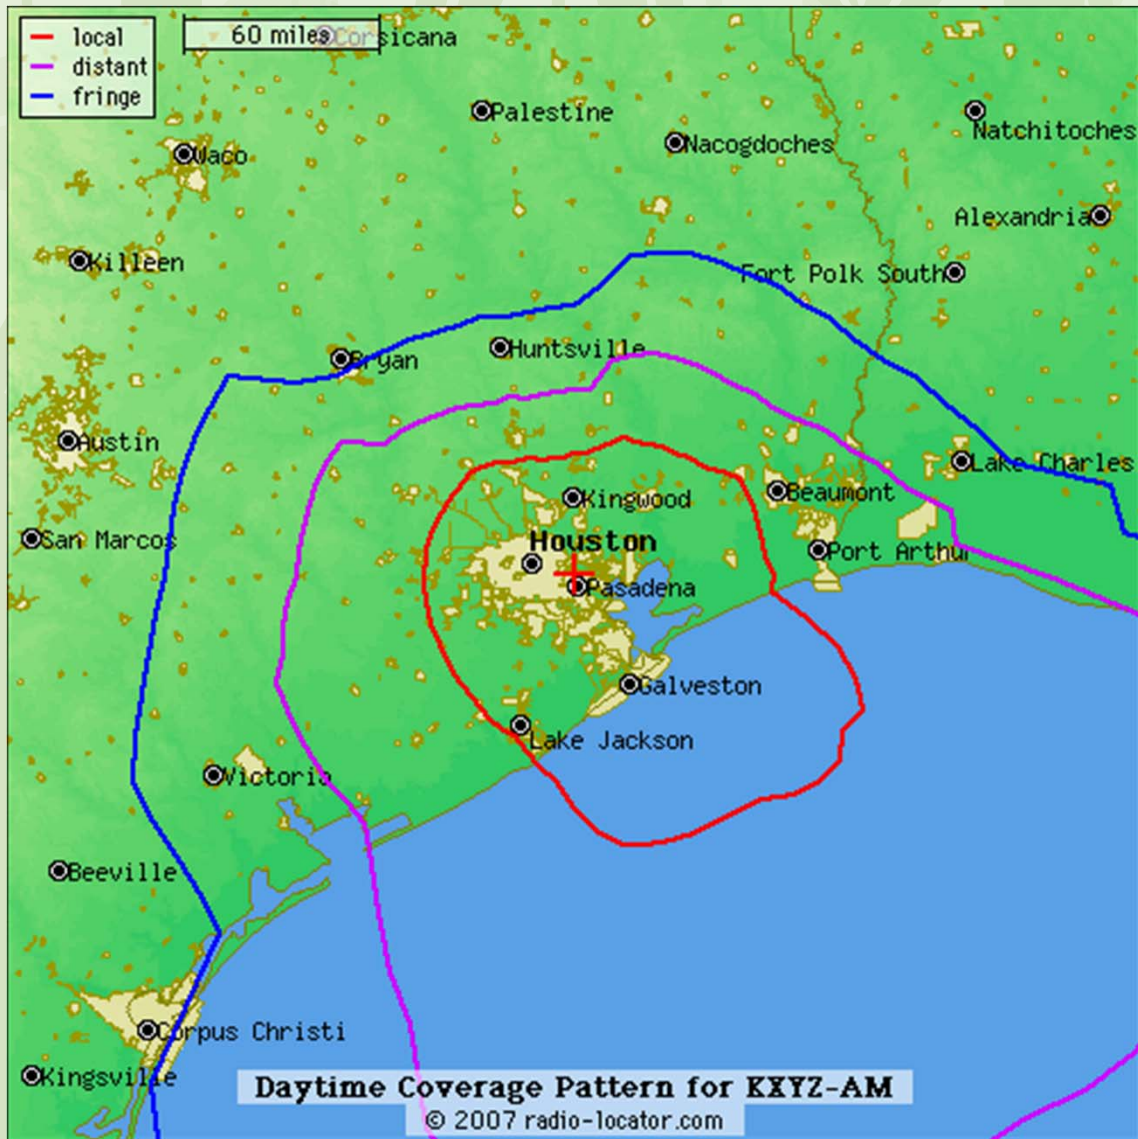 local
distant
fringe
60 miles
Corsicana
Palestine
Nacogdoches
Natchitoches
Waco
Alexandria
Killeen
Fort Polk South
Huntsville
Bryan
Austin
Lake Charles
Kingwood
Beaumont
San Marcos
Houston
Port Arthur
Pasadena
Galveston
Lake Jackson
Victoria
Beeville
Corpus Christi
Kingsville
Daytime Coverage Pattern for KXYZ-AM
© 2007 radio-locator.com